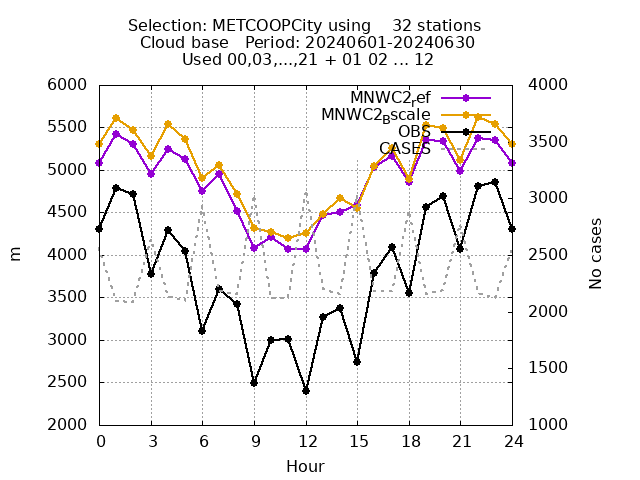 Selection: METCOOPCity using    32 stations
Cloud base   Period: 20240601-20240630
Used 00,03,...,21 + 01 02 ... 12
6000
5500
5000
4500
4000
3500
3000
2500
2000
m
4000
3500
3000
2500
2000
1500
1000
No cases
MNWC2ref
MNWC2Bscale
OBS
CASES
0 3 6 9 12 15 18 21 24
Hour